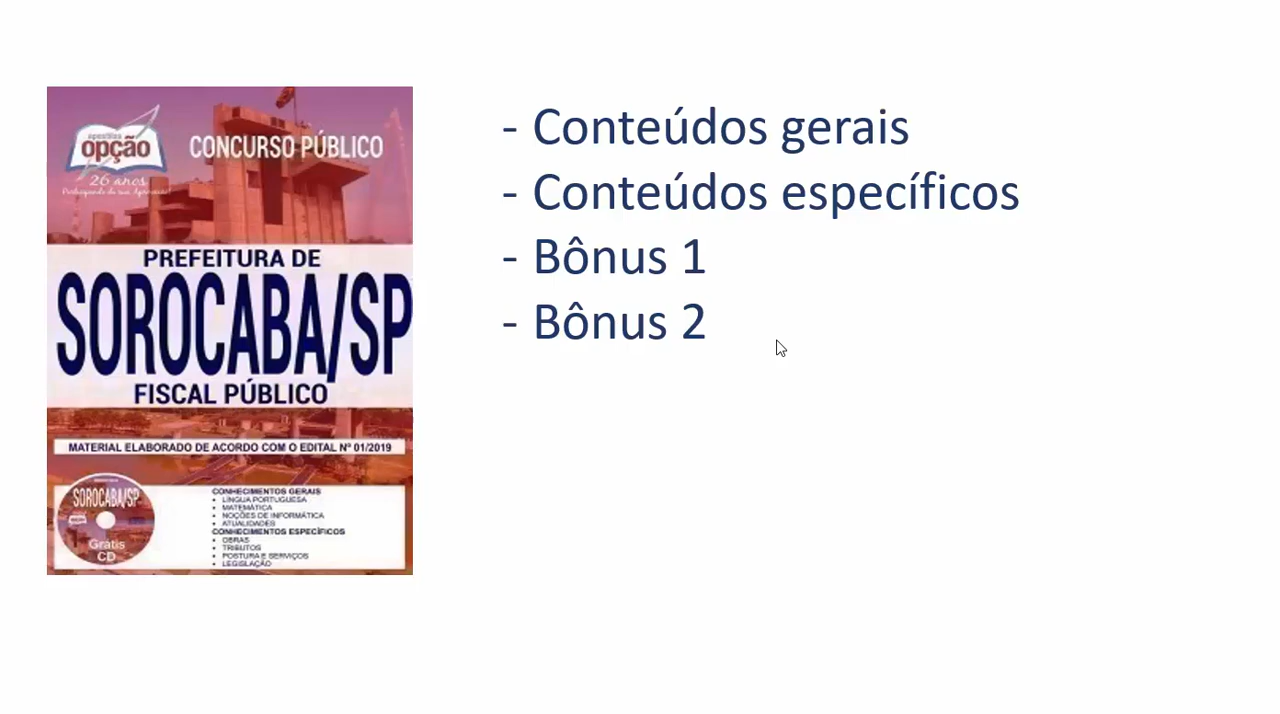 apostilas
opção
26 anos
CONCURSO PÚBLICO
PREFEITURA DE
SOROCABA/SP
FISCAL PÚBLICO
MATERIAL ELABORADO DE ACORDO COM O EDITAL Nº 01/2019
SOROCABA/SP
Grátis
CD
CONHECIMENTOS GERAIS
• LÍNGUA PORTUGUESA
• MATEMÁTICA
• NOÇÕES DE INFORMÁTICA
• ATUALIDADES
CONHECIMENTOS ESPECÍFICOS
• OBRAS
• TRIBUTOS
• POSTURA E SERVIÇOS
• LEGISLAÇÃO
- Conteúdos gerais
- Conteúdos específicos
- Bônus 1
- Bônus 2